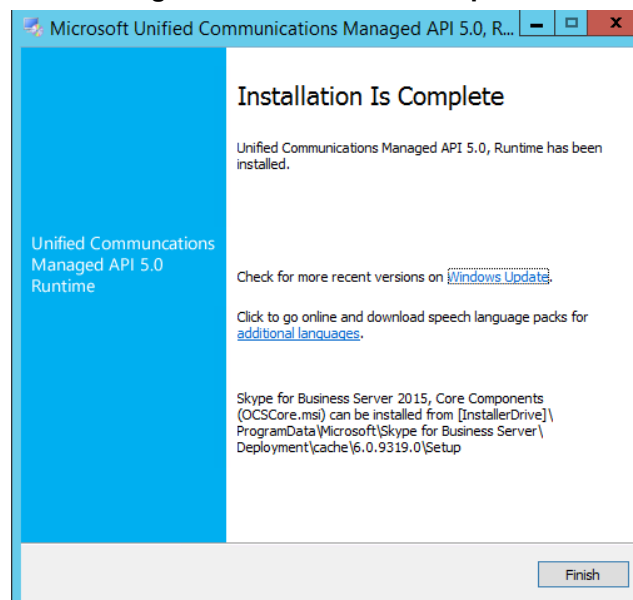 Microsoft Unified Communications Managed API 5.0, R...
Installation Is Complete
Unified Communications Managed API 5.0, Runtime has been
installed.
Unified Communcations
Managed API 5.0
Runtime
Check for more recent versions on Windows Update.
Click to go online and download speech language packs for
additional languages.
Skype for Business Server 2015, Core Components
(OCSCore.msi) can be installed from [InstallerDrive]\
ProgramData\Microsoft\Skype for Business Server\
Deployment\cache\6.0.9319.0\Setup
Finish